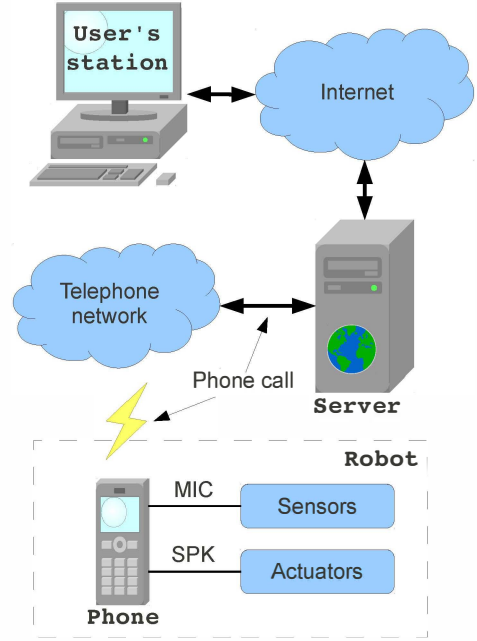 User's
station
Internet
Telephone
network
Phone call
Server
Robot
MIC
Sensors
SPK
Actuators
Phone